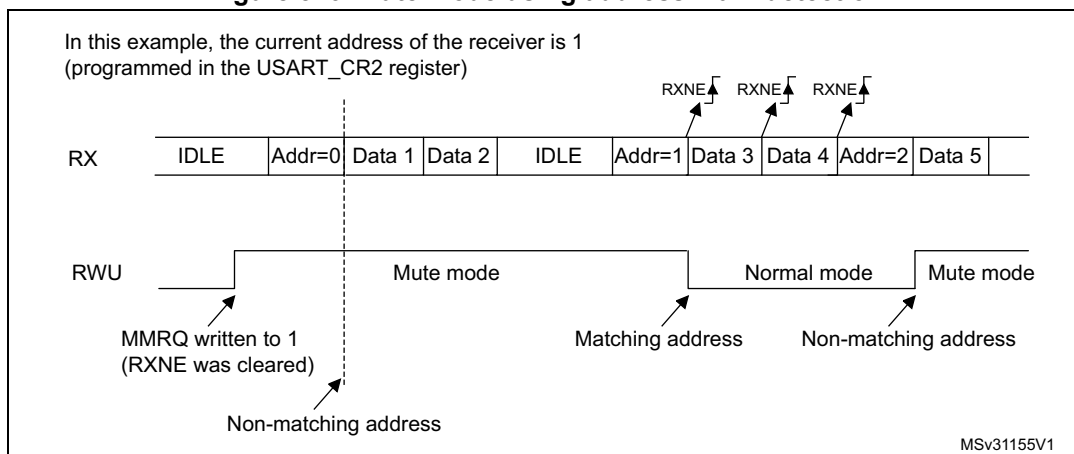 In this example, the current address of the receiver is 1
(programmed in the USART_CR2 register)
RXNE RXNE RXNE
RX IDLE Addr=0 Data 1 Data 2 IDLE Addr=1 Data 3 Data 4 Addr=2 Data 5
RWU Mute mode Normal mode Mute mode
MMRQ written to 1 Matching address Non-matching address
(RXNE was cleared)
Non-matching address
MSv31155V1